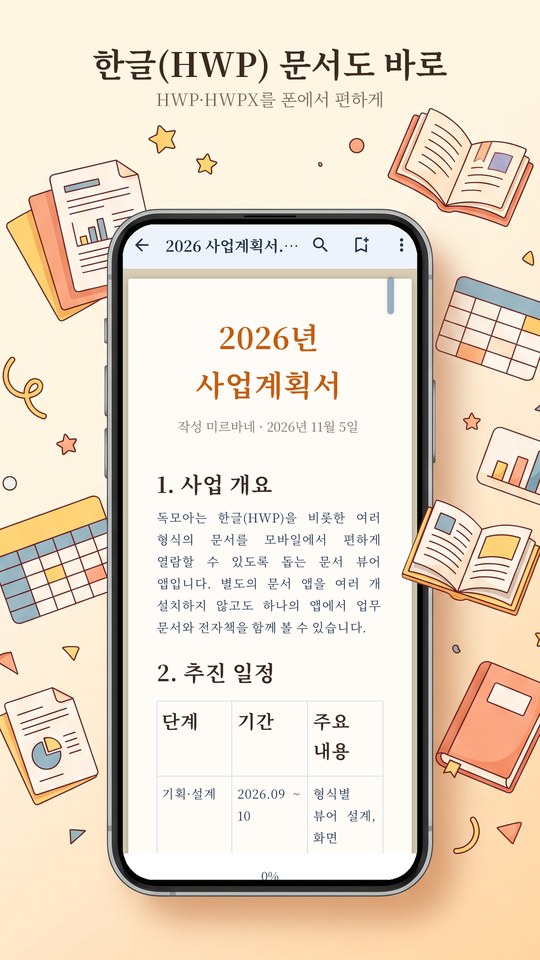 한글(HWP) 문서도 바로
HWP·HWPX를 폰에서 편하게
2026 사업계획서.…
2026년
사업계획서
작성 미르바네 · 2026년 11월 5일
1. 사업 개요
독모아는 한글(HWP)을 비롯한 여러
형식의 문서를 모바일에서 편하게
열람할 수 있도록 돕는 문서 뷰어
앱입니다. 별도의 문서 앱을 여러 개
설치하지 않고도 하나의 앱에서 업무
문서와 전자책을 함께 볼 수 있습니다.
2. 추진 일정
단계 기간 주요
내용
기획·설계 2026.09 ~ 형식별
10 뷰어 설계,
화면
0%